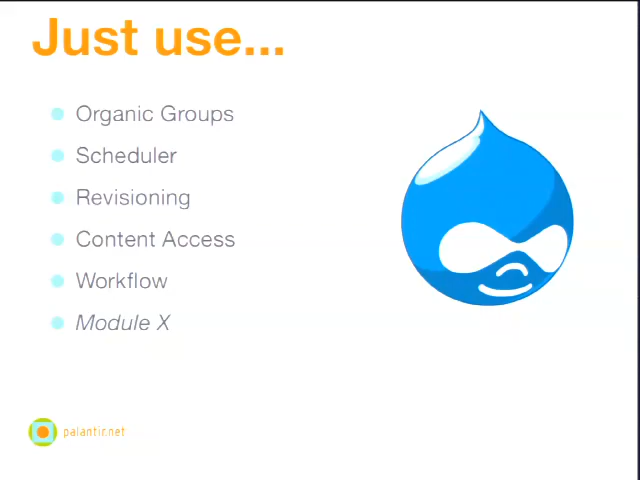 Just use...
Organic Groups
Scheduler
Revisioning
Content Access
Workflow
Module X
palantir.net